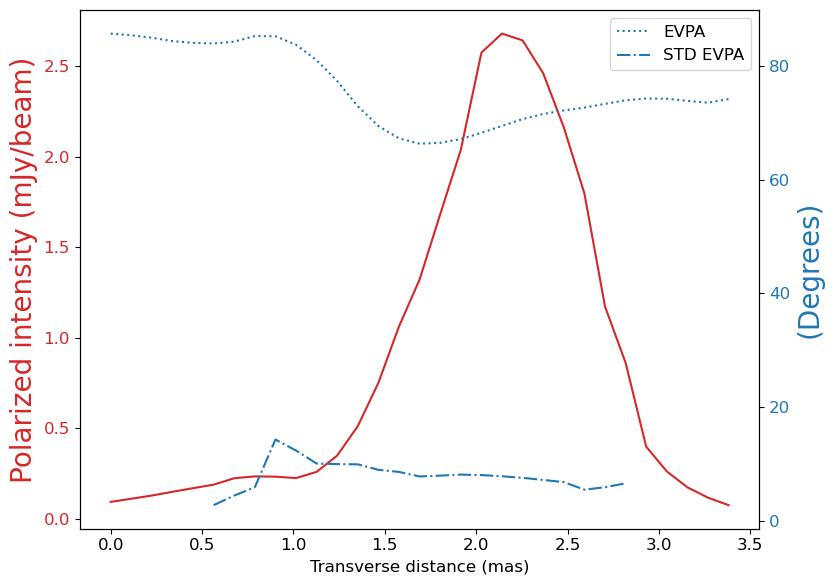 EVPA
STD EVPA
Polarized intensity (mJy/beam)
2.5
2.0
1.5
1.0
0.5
0.0
80
60
40
20
0
(Degrees)
0.0 0.5 1.0 1.5 2.0 2.5 3.0 3.5
Transverse distance (mas)